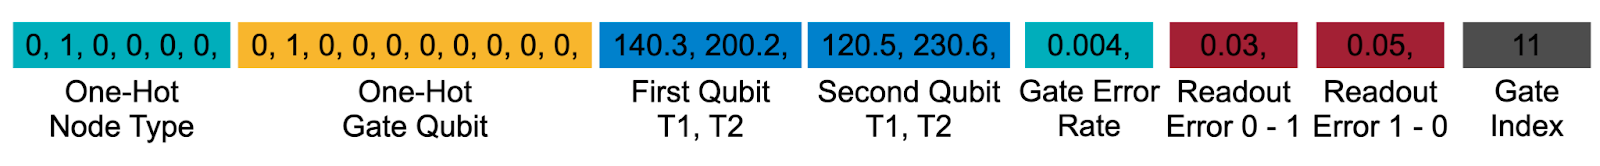 0, 1, 0, 0, 0, 0, 0, 1, 0, 0, 0, 0, 0, 0, 0, 0, 140.3, 200.2, 120.5, 230.6, 0.004, 0.03, 0.05, 11
One-Hot One-Hot First Qubit Second Qubit Gate Error Readout Readout Gate
Node Type Gate Qubit T1, T2 T1, T2 Rate Error 0 - 1 Error 1 - 0 Index